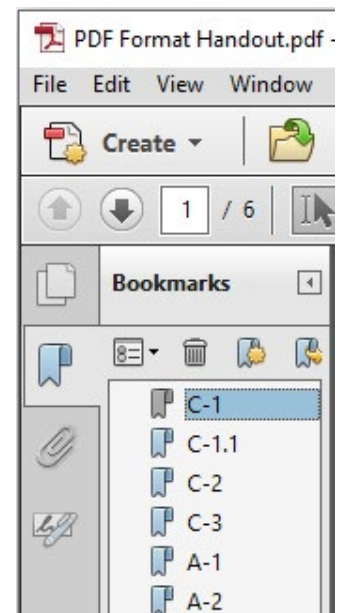 PDF Format Handout.pdf -
File Edit View Window
Create
1 / 6
Bookmarks
C-1
C-1.1
C-2
C-3
A-1
A-2